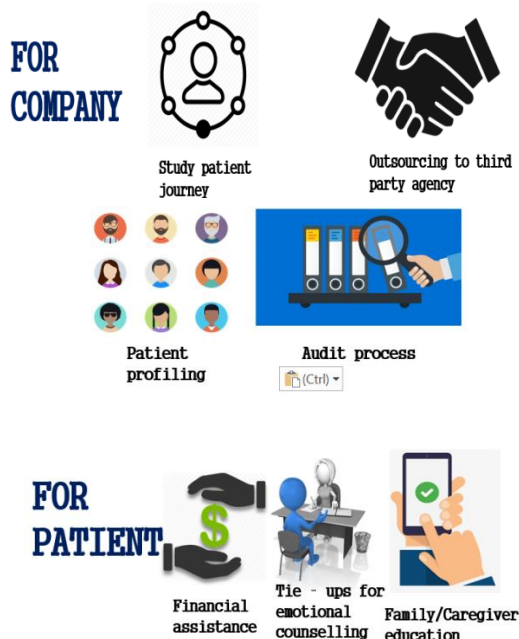 FOR
COMPANY
Study patient
journey
Outsourcing to third
party agency
Patient
profiling
Audit process
(Ctrl)
FOR
PATIENT
Financial
assistance
Tie - ups for
emotional
counselling
Family/Caregiver
education